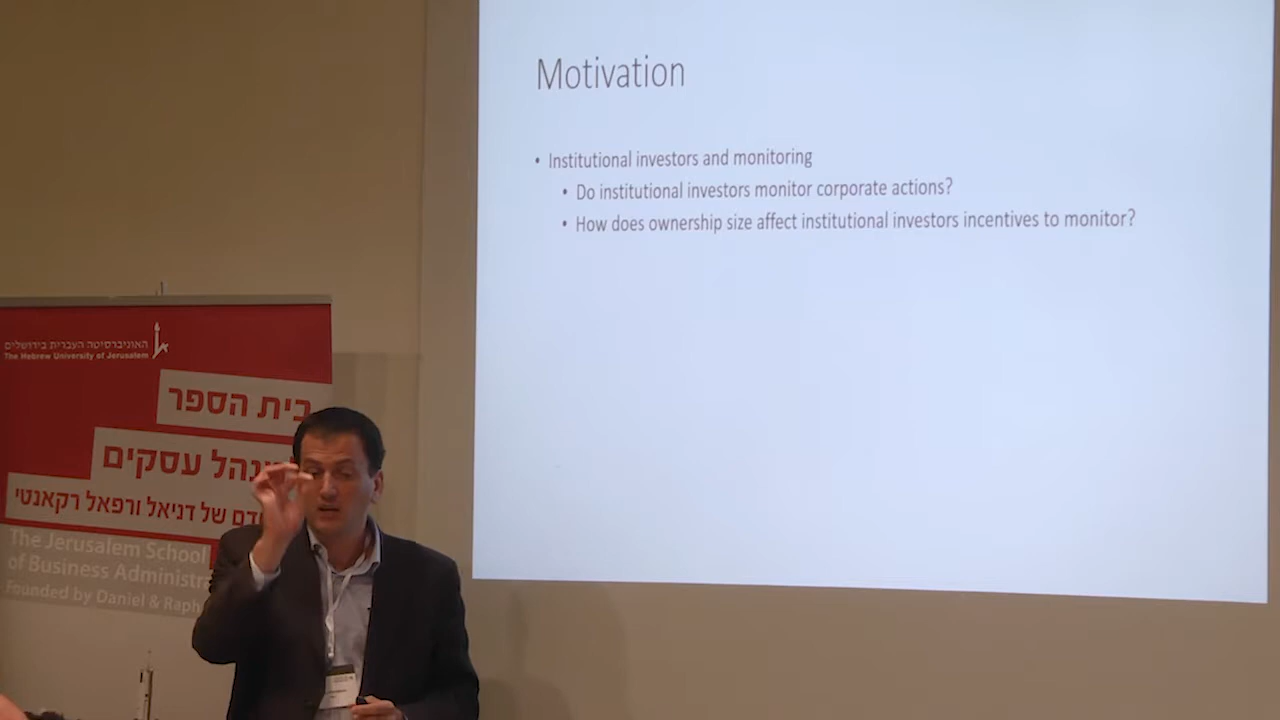 Motivation
• Institutional investors and monitoring
• Do institutional investors monitor corporate actions?
• How does ownership size affect institutional investors incentives to monitor?
האוניברסיטה העברית בירושלים
The Hebrew University of Jerusalem
בית הספר
עסקים
של דניאל ורפאל רקאנטי
The Jerusalem School
of Business
Founded by Daniel &